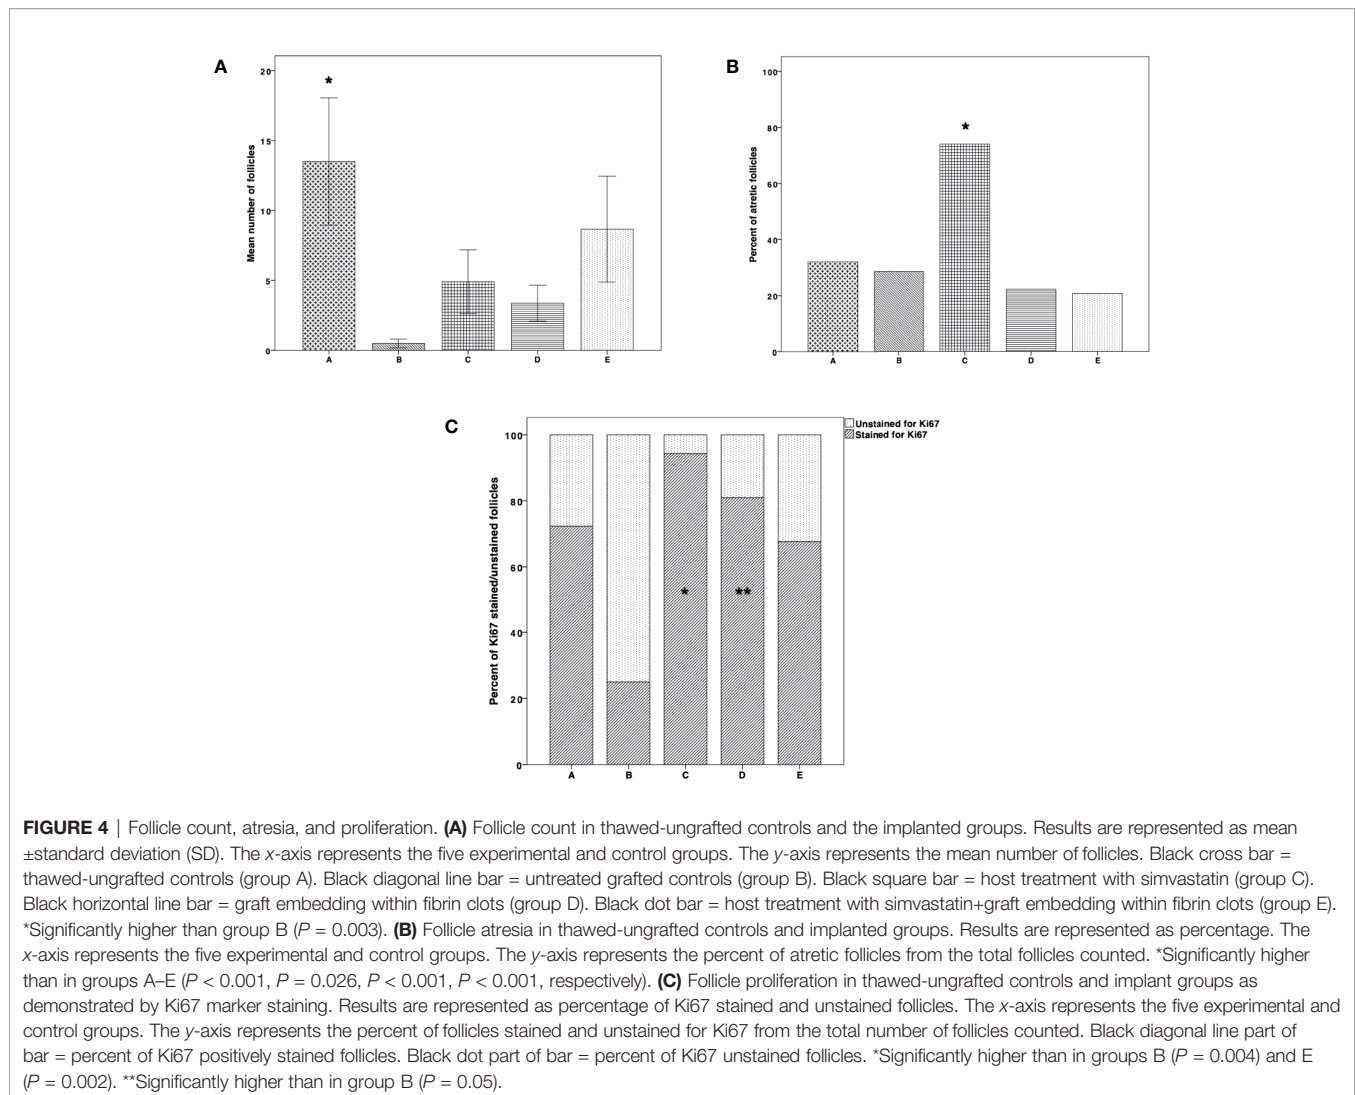 A
*
20
15
10
5
0
Mean number of follicles
A B C D E
B
*
100
80
60
40
20
0
Percent of atretic follicles
A B C D E
C
Unstained for Ki67
Stained for Ki67
100
80
60
40
20
0
Percent of Ki67 stained/unstained follicles
* **
A B C D E
FIGURE 4 | Follicle count, atresia, and proliferation. (A) Follicle count in thawed-ungrafted controls and the implanted groups. Results are represented as mean
±standard deviation (SD). The x-axis represents the five experimental and control groups. The y-axis represents the mean number of follicles. Black cross bar =
thawed-ungrafted controls (group A). Black diagonal line bar = untreated grafted controls (group B). Black square bar = host treatment with simvastatin (group C).
Black horizontal line bar = graft embedding within fibrin clots (group D). Black dot bar = host treatment with simvastatin+graft embedding within fibrin clots (group E).
*Significantly higher than group B (P = 0.003). (B) Follicle atresia in thawed-ungrafted controls and implanted groups. Results are represented as percentage. The
x-axis represents the five experimental and control groups. The y-axis represents the percent of atretic follicles from the total follicles counted. *Significantly higher
than in groups A–E (P < 0.001, P = 0.026, P < 0.001, P < 0.001, respectively). (C) Follicle proliferation in thawed-ungrafted controls and implant groups as
demonstrated by Ki67 marker staining. Results are represented as percentage of Ki67 stained and unstained follicles. The x-axis represents the five experimental and
control groups. The y-axis represents the percent of follicles stained and unstained for Ki67 from the total number of follicles counted. Black diagonal line part of
bar = percent of Ki67 positively stained follicles. Black dot part of bar = percent of Ki67 unstained follicles. *Significantly higher than in groups B (P = 0.004) and E
(P = 0.002). **Significantly higher than in group B (P = 0.05).